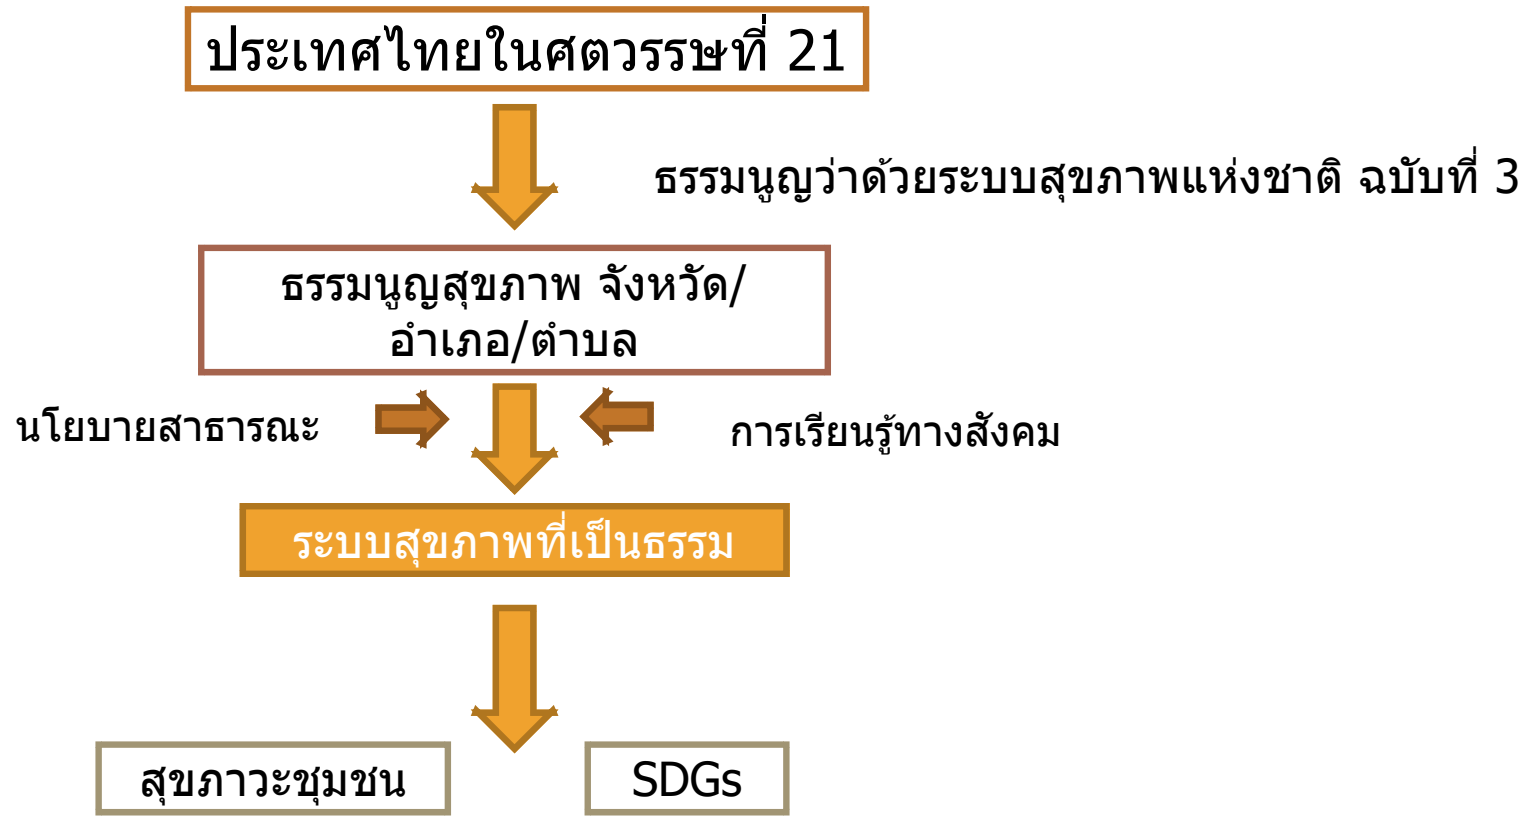 ประเทศไทยในศตวรรษที่ 21
ธรรมนูญว่าด้วยระบบสุขภาพแห่งชาติ ฉบับที่ 3
ธรรมนูญสุขภาพ จังหวัด/
อำเภอ/ตำบล
นโยบายสาธารณะ
การเรียนรู้ทางสังคม
ระบบสุขภาพที่เป็นธรรม
สุขภาวะชุมชน
SDGs